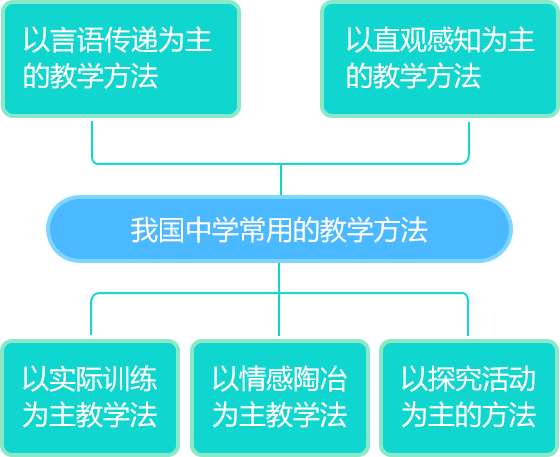 以言语传递为主
的教学方法
以直观感知为主
的教学方法
我国中学常用的教学方法
以实际训练
为主教学法
以情感陶冶
为主教学法
以探究活动
为主的方法